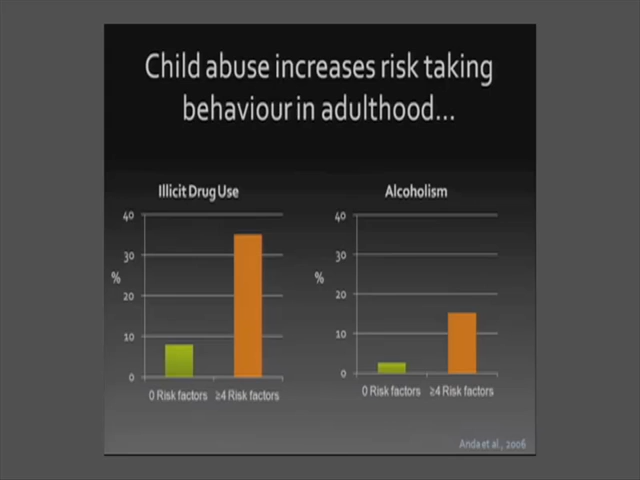 Child abuse increases risk taking
behaviour in adulthood...
Illicit Drug Use
40
30
%
20
10
0
0 Risk factors ≥4 Risk factors
Alcoholism
40
30
%
20
10
0
0 Risk factors ≥4 Risk factors
Anda et al., 2006